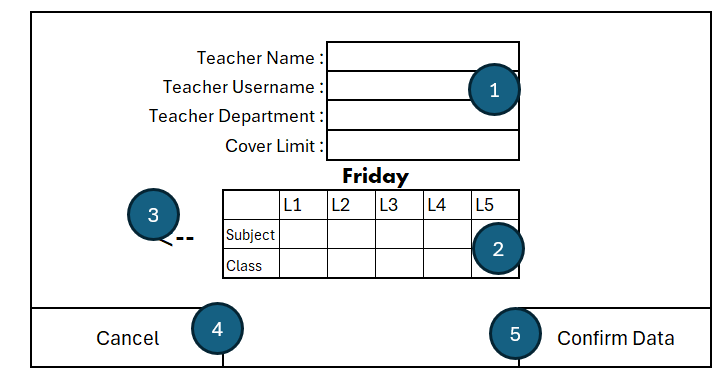 Teacher Name :
Teacher Username :
1
Teacher Department :
Cover Limit :
Friday
L1 L2 L3 L4 L5
3
<--
Subject
2
Class
Cancel
4
5
Confirm Data